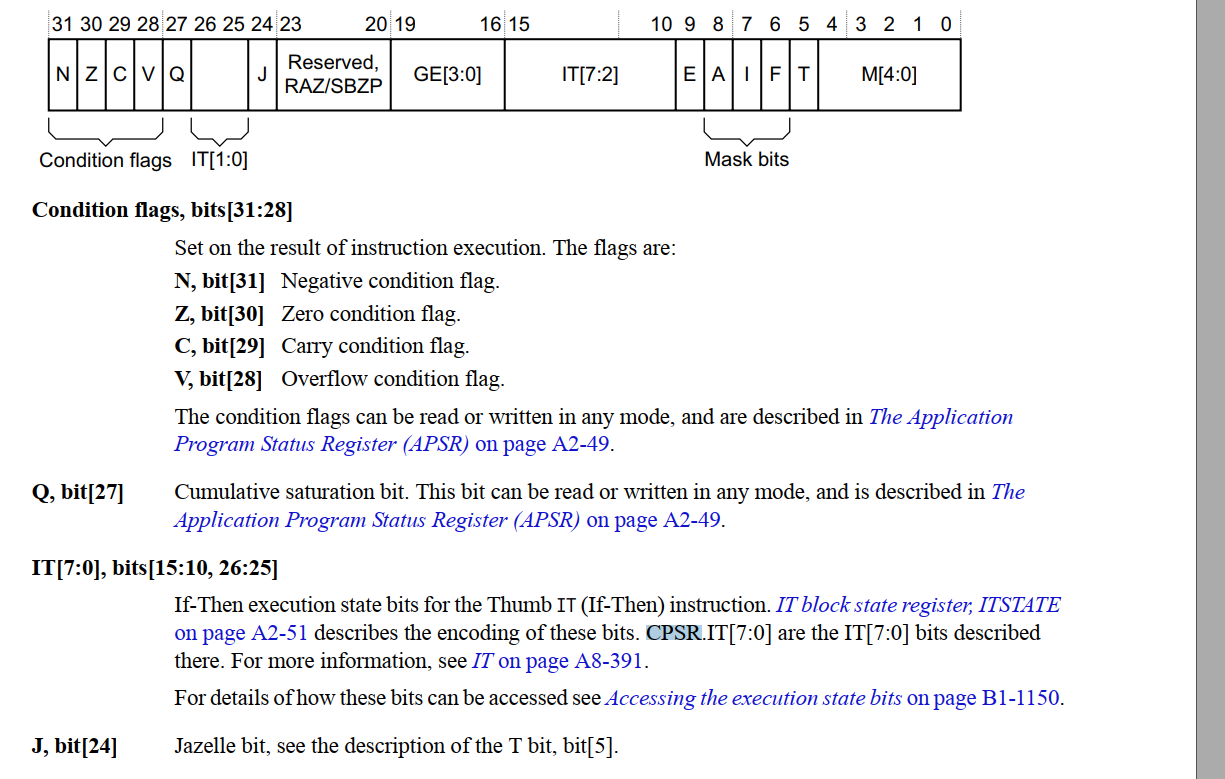 31 30 29 28 27 26 25 24 23 20 19 16 15 10 9 8 7 6 5 4 3 2 1 0
N Z C V Q J Reserved, RAZ/SBZP GE[3:0] IT[7:2] E A I F T M[4:0]
Condition flags IT[1:0] Mask bits
Condition flags, bits[31:28]
Set on the result of instruction execution. The flags are:
N, bit[31] Negative condition flag.
Z, bit[30] Zero condition flag.
C, bit[29] Carry condition flag.
V, bit[28] Overflow condition flag.
The condition flags can be read or written in any mode, and are described in The Application
Program Status Register (APSR) on page A2-49.
Q, bit[27] Cumulative saturation bit. This bit can be read or written in any mode, and is described in The
Application Program Status Register (APSR) on page A2-49.
IT[7:0], bits[15:10, 26:25]
If-Then execution state bits for the Thumb IT (If-Then) instruction. IT block state register, ITSTATE
on page A2-51 describes the encoding of these bits. CPSR.IT[7:0] are the IT[7:0] bits described
there. For more information, see IT on page A8-391.
For details of how these bits can be accessed see Accessing the execution state bits on page B1-1150.
J, bit[24] Jazelle bit, see the description of the T bit, bit[5].